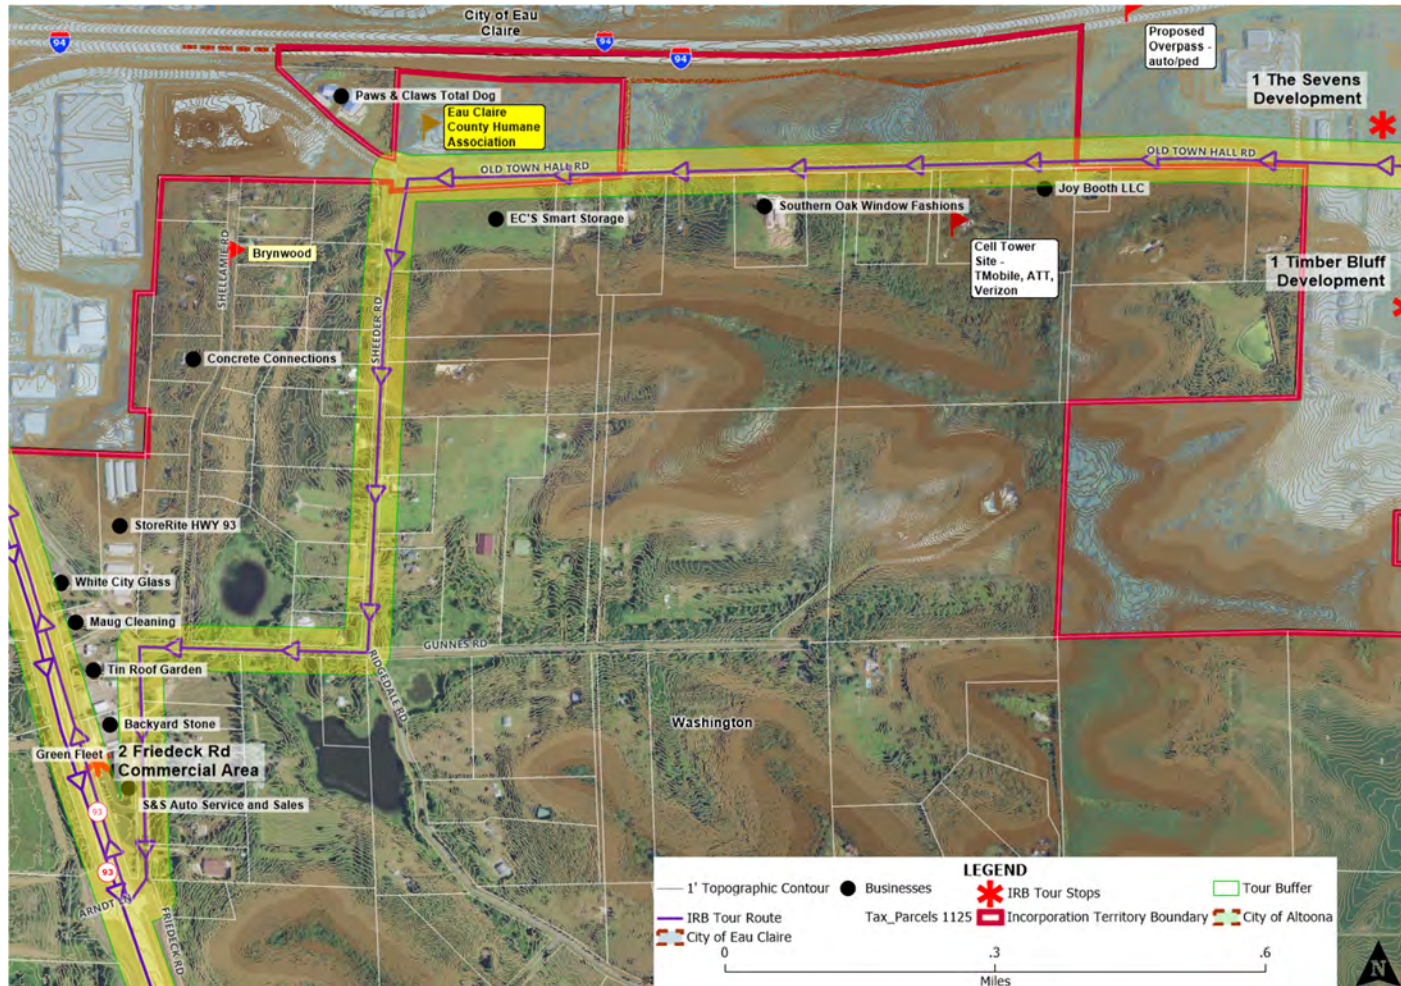 City of Eau
Claire
94
94
94
Proposed
Overpass -
auto/ped
1 The Sevens
Development
Paws & Claws Total Dog
Eau Claire
County Humane
Association
OLD TOWN HALL RD
OLD TOWN HALL RD
Joy Booth LLC
Southern Oak Window Fashions
EC'S Smart Storage
SHELLAMIE RD
Brynwood
Cell Tower
Site -
TMobile, ATT,
Verizon
1 Timber Bluff
Development
SHEEDER RD
Concrete Connections
StoreRite HWY 93
White City Glass
Maug Cleaning
GUNNES RD
Tin Roof Garden
RIDGEDALE RD
Backyard Stone
Washington
Green Fleet
2 Friedeck Rd
Commercial Area
S&S Auto Service and Sales
93
93
ARNDT LN
FRIEDECK RD
LEGEND
1' Topographic Contour
Businesses
IRB Tour Stops
Tour Buffer
IRB Tour Route
Tax_Parcels 1125
Incorporation Territory Boundary
City of Altoona
City of Eau Claire
0
.3
.6
Miles
N